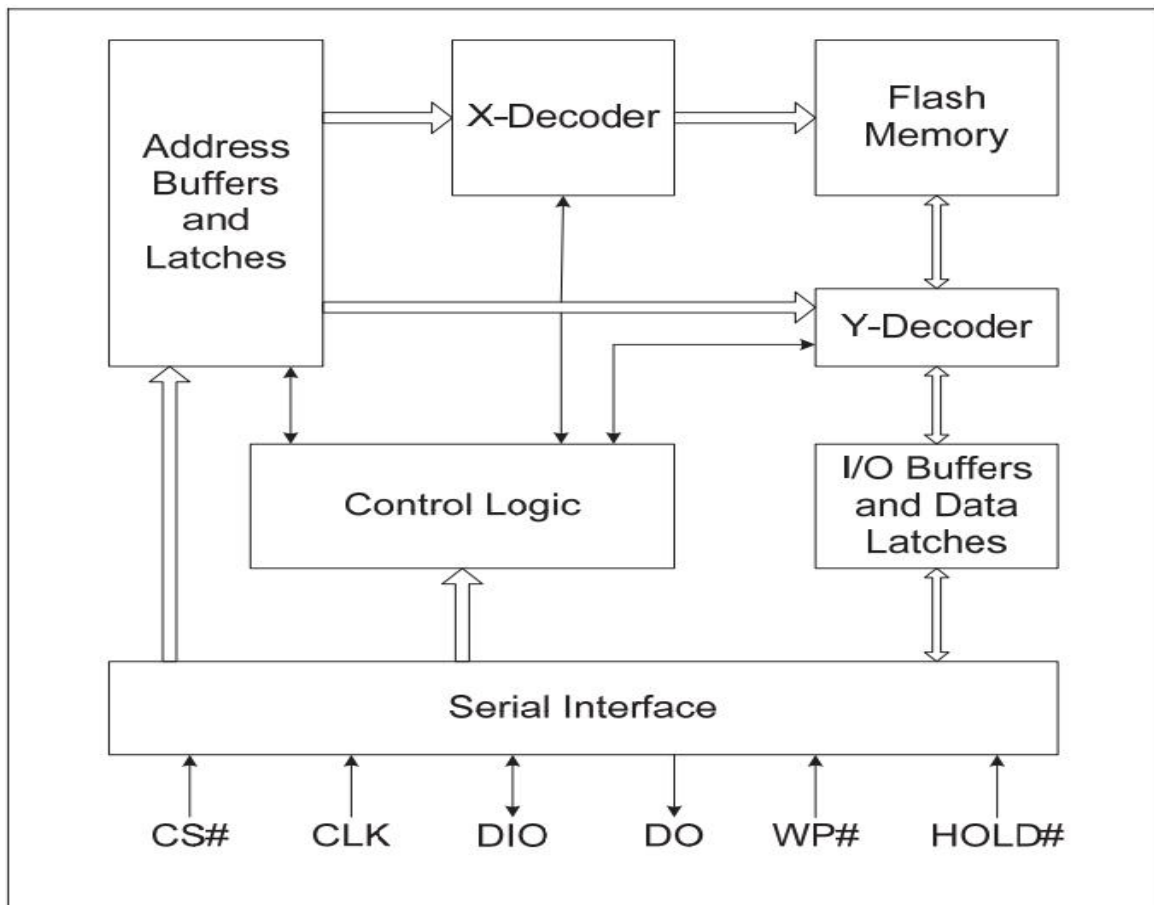 Address
Buffers
and
Latches
X-Decoder
Flash
Memory
Y-Decoder
Control Logic
I/O Buffers
and Data
Latches
Serial Interface
CS# CLK DIO DO WP# HOLD#